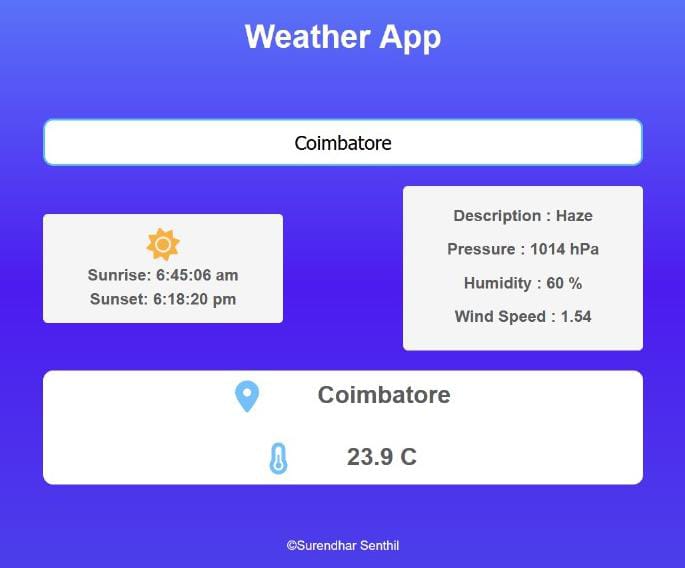 Weather App
Coimbatore
Sunrise: 6:45:06 am
Sunset: 6:18:20 pm
Description : Haze
Pressure : 1014 hPa
Humidity : 60 %
Wind Speed : 1.54
Coimbatore
23.9 C
©Surendhar Senthil